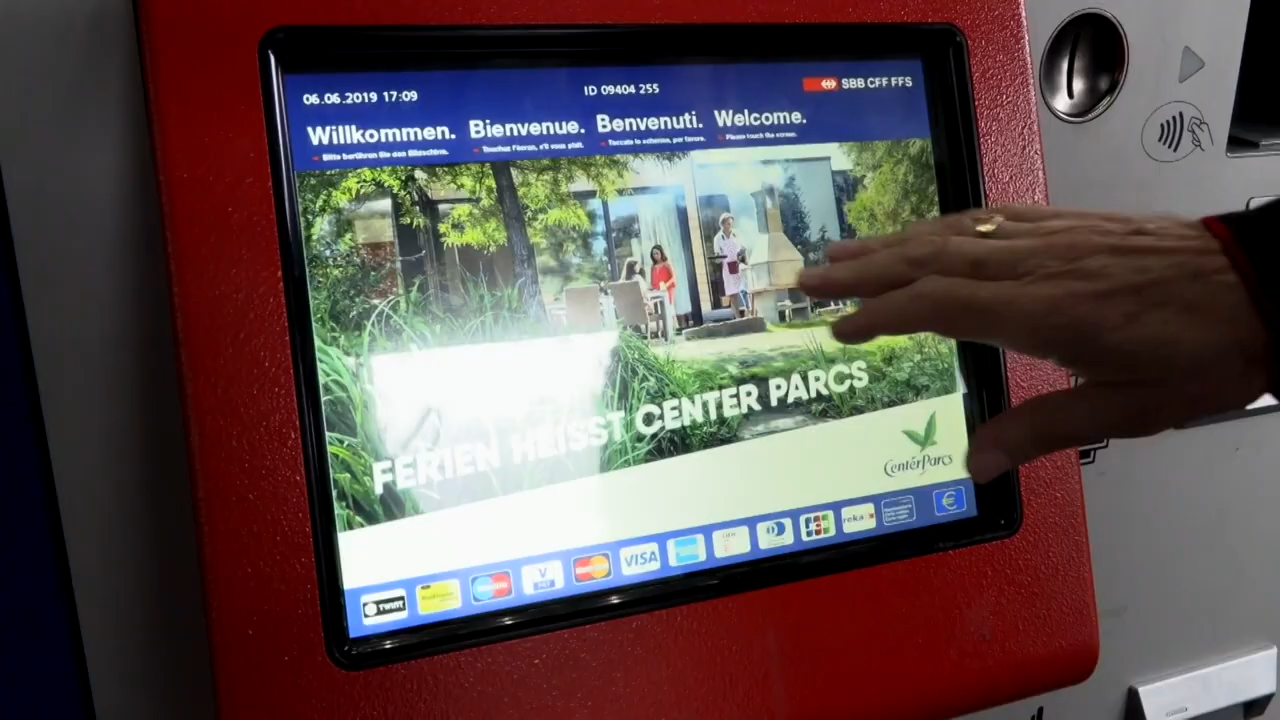 06.06.2019 17:09
ID 09404 255
SBB CFF FFS
Willkommen. Bienvenue. Benvenuti. Welcome.
Bitte berühren Sie den Bildschirm. Touchez l'écran, s'il vous plaît. Toccate lo schermo, per favore. Please touch the screen.
FERIEN HEISST CENTER PARCS
CenterParcs
TWINT
V PAY
VISA
JCB
reka
€